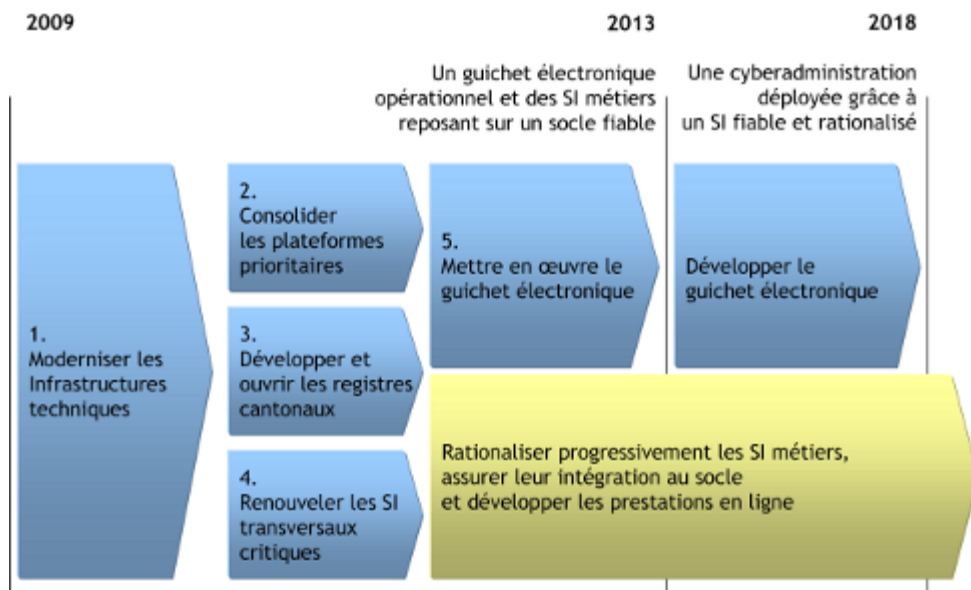 2009
2013
2018
Un guichet électronique
opérationnel et des SI métiers
reposant sur un socle fiable
Une cyberadministration
déployée grâce à
un SI fiable et rationalisé
1.
Moderniser les
Infrastructures
techniques
2.
Consolider
les plateformes
prioritaires
3.
Développer et
ouvrir les registres
cantonaux
4.
Renouveler les SI
transversaux
critiques
5.
Mettre en œuvre le
guichet électronique
Développer le
guichet électronique
Rationaliser progressivement les SI métiers,
assurer leur intégration au socle
et développer les prestations en ligne